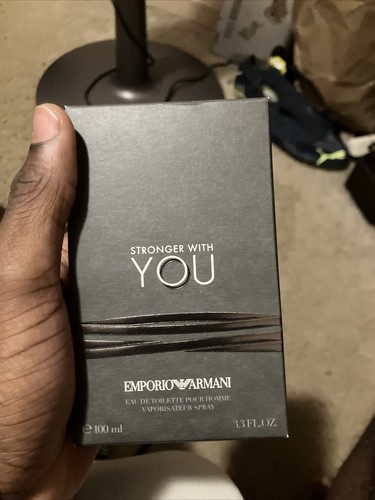 STRONGER WITH
YOU
EMPORIO ARMANI
EAU DE TOILETTE POUR HOMME
VAPORISATEUR SPRAY
℮ 100 ml 3.3 FL.OZ.